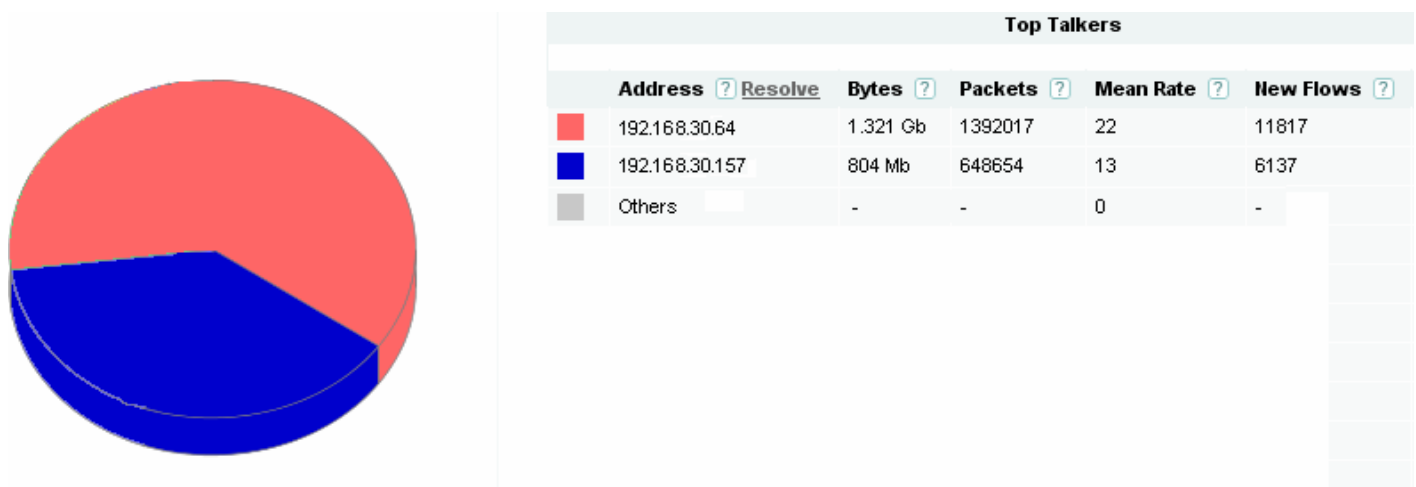 Top Talkers
Address ? Resolve Bytes ? Packets ? Mean Rate ? New Flows ?
192.168.30.64 1.321 Gb 1392017 22 11817
192.168.30.157 804 Mb 648654 13 6137
Others - - 0 -